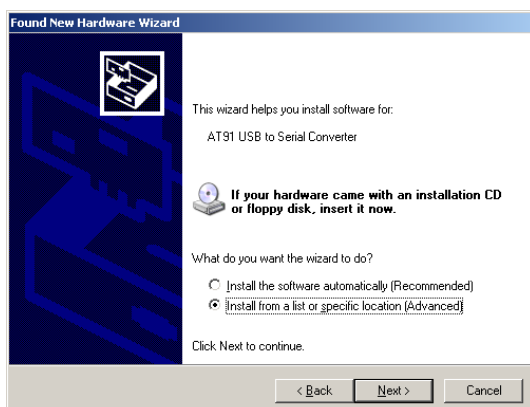 Found New Hardware Wizard
This wizard helps you install software for:
AT91 USB to Serial Converter
If your hardware came with an installation CD
or floppy disk, insert it now.
What do you want the wizard to do?
Install the software automatically (Recommended)
Install from a list or specific location (Advanced)
Click Next to continue.
< Back Next > Cancel